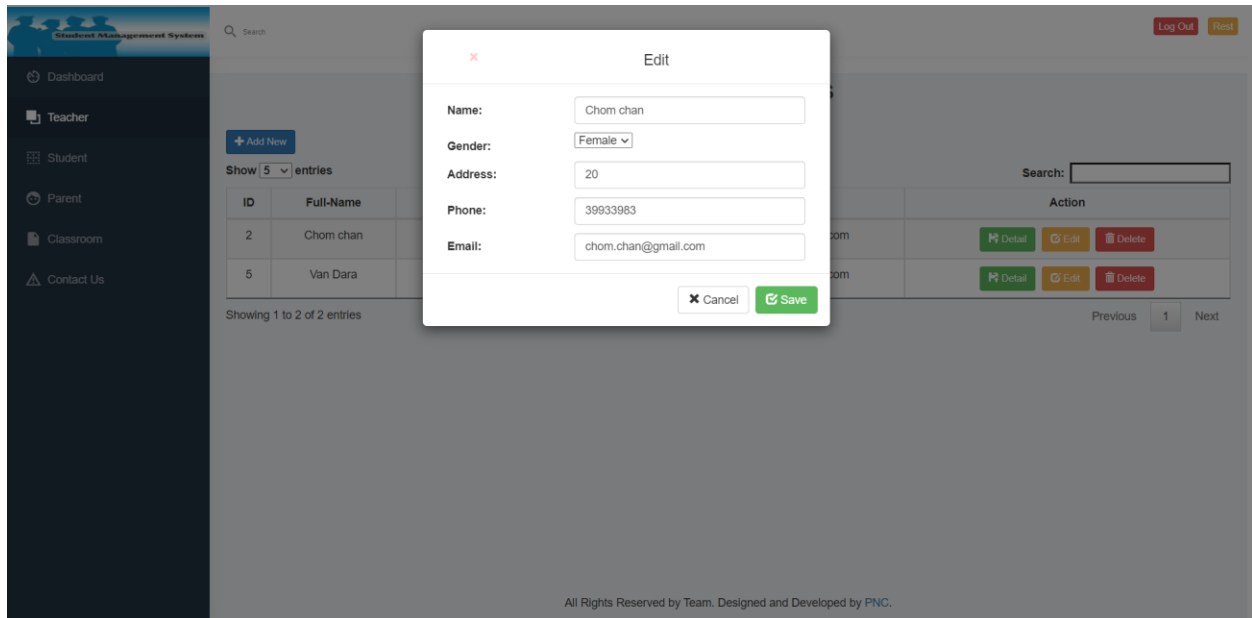 Student Management System
Search
Log Out Rest
Dashboard
Teacher
Student
Parent
Classroom
Contact Us
Add New
Show 5 entries
Search:
ID Full-Name Action
2 Chom chan com Detail Edit Delete
5 Van Dara com Detail Edit Delete
Showing 1 to 2 of 2 entries
Previous 1 Next
Edit
Name: Chom chan
Gender: Female
Address: 20
Phone: 39933983
Email: chom.chan@gmail.com
Cancel Save
All Rights Reserved by Team. Designed and Developed by PNC.